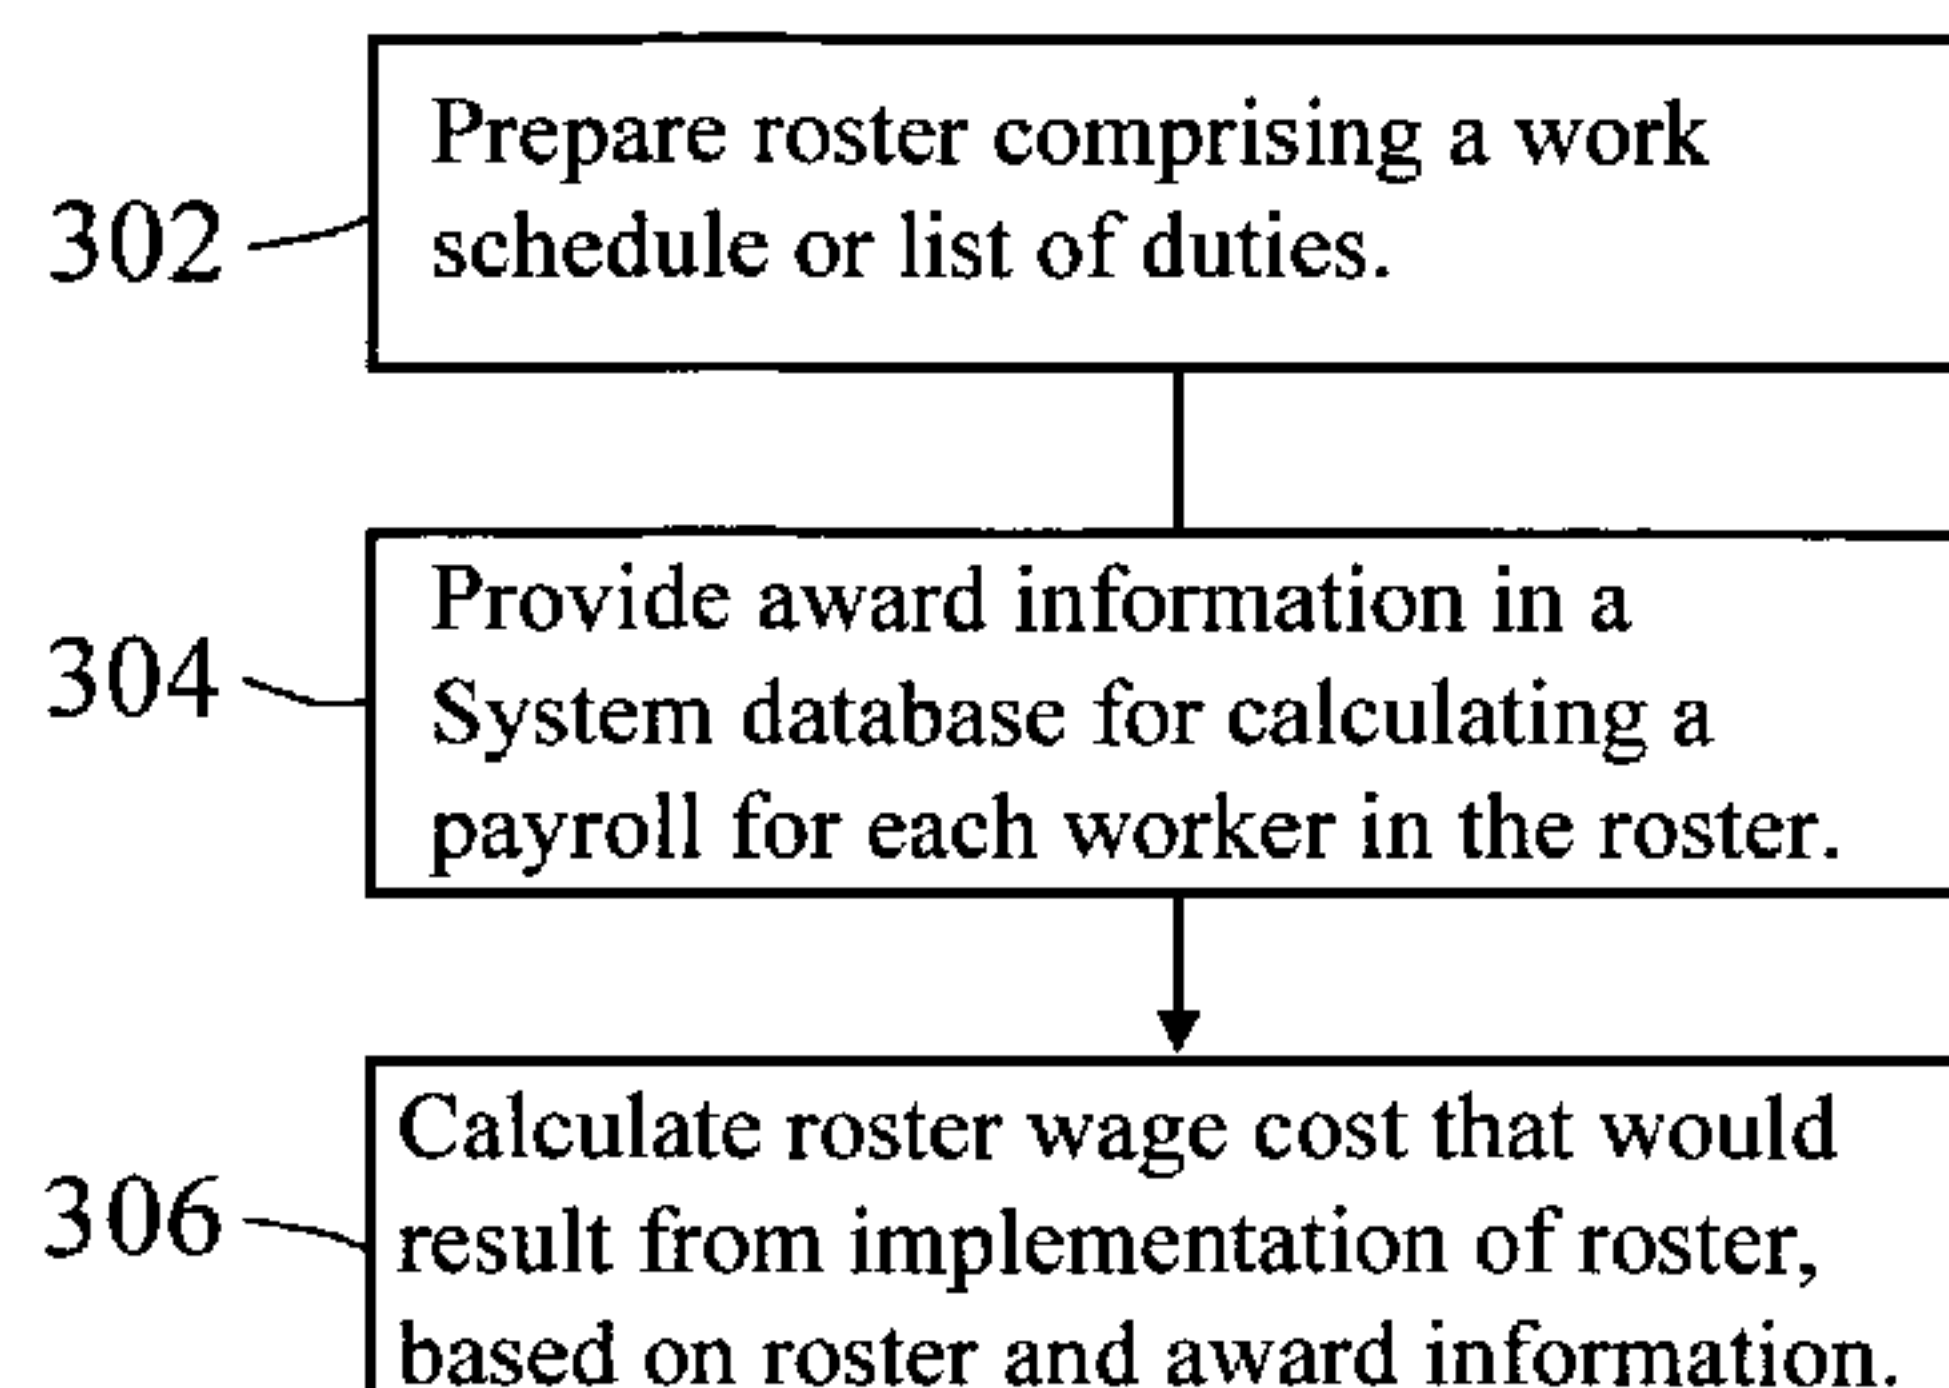 302
Prepare roster comprising a work
schedule or list of duties.
304
Provide award information in a
System database for calculating a
payroll for each worker in the roster.
306
Calculate roster wage cost that would
result from implementation of roster,
based on roster and award information.